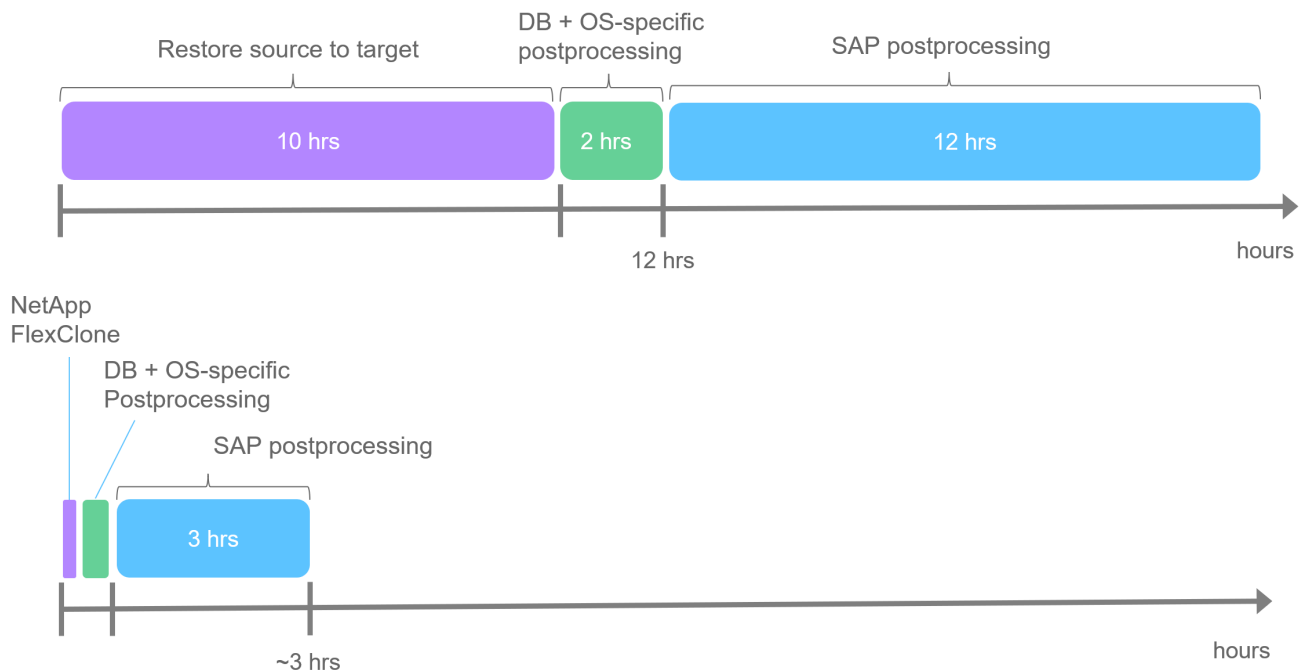 DB + OS-specific
postprocessing
Restore source to target
SAP postprocessing
10 hrs
2 hrs
12 hrs
12 hrs
hours
NetApp
FlexClone
DB + OS-specific
Postprocessing
SAP postprocessing
3 hrs
~3 hrs
hours